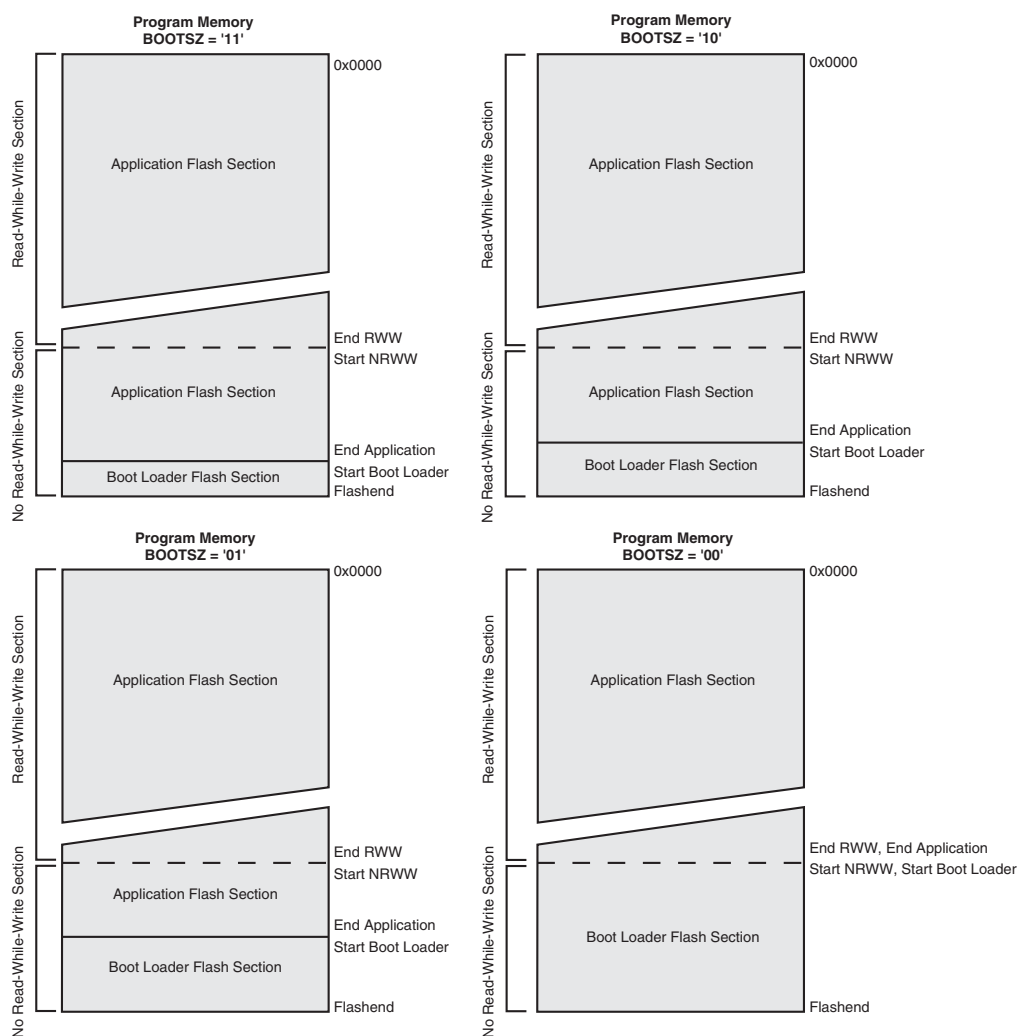 Program Memory
BOOTSZ = '11'
0x0000
Read-While-Write Section
Application Flash Section
End RWW
Start NRWW
No Read-While-Write Section
Application Flash Section
End Application
Start Boot Loader
Boot Loader Flash Section
Flashend
Program Memory
BOOTSZ = '10'
0x0000
Read-While-Write Section
Application Flash Section
End RWW
Start NRWW
No Read-While-Write Section
Application Flash Section
End Application
Start Boot Loader
Boot Loader Flash Section
Flashend
Program Memory
BOOTSZ = '01'
0x0000
Read-While-Write Section
Application Flash Section
End RWW
Start NRWW
No Read-While-Write Section
Application Flash Section
End Application
Start Boot Loader
Boot Loader Flash Section
Flashend
Program Memory
BOOTSZ = '00'
0x0000
Read-While-Write Section
Application Flash Section
End RWW, End Application
Start NRWW, Start Boot Loader
No Read-While-Write Section
Boot Loader Flash Section
Flashend